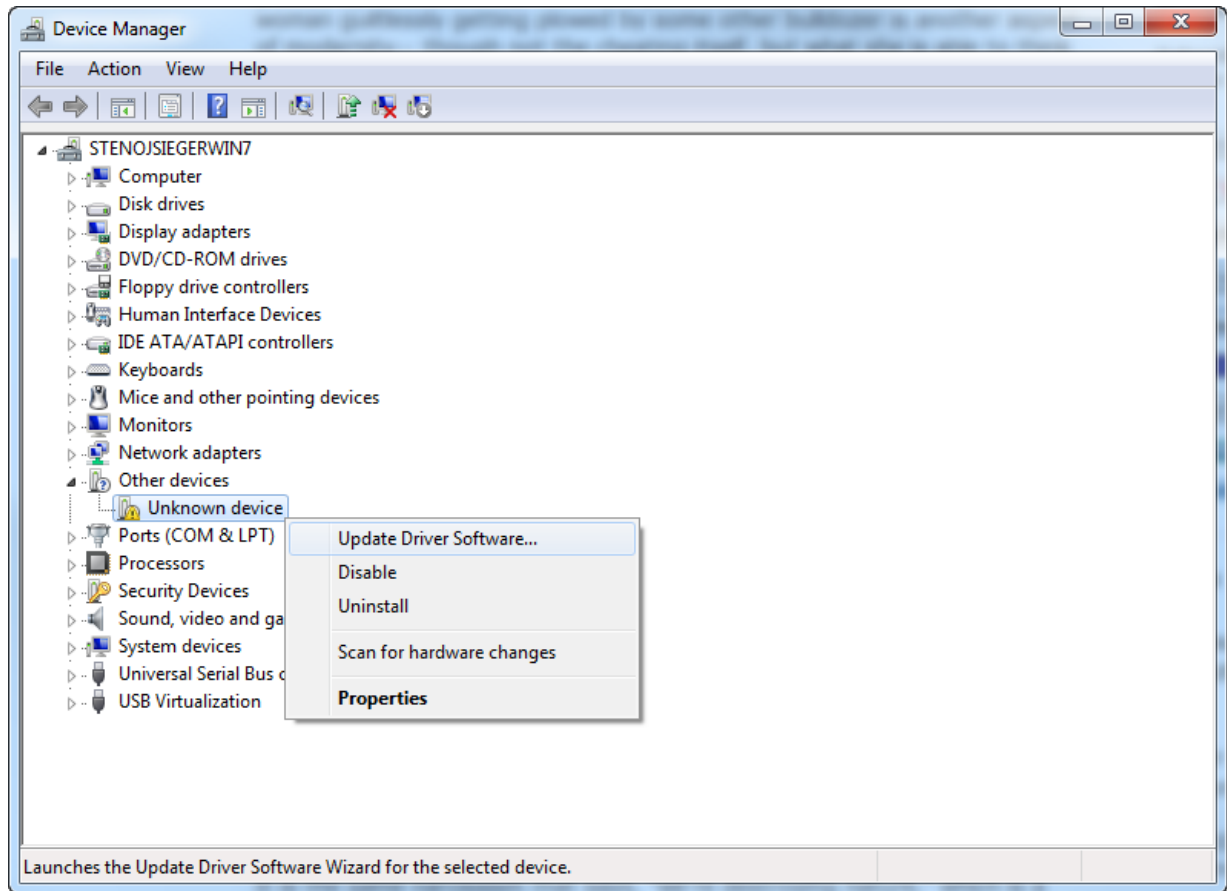 Device Manager
File Action View Help
STENOJSIEGERWIN7
Computer
Disk drives
Display adapters
DVD/CD-ROM drives
Floppy drive controllers
Human Interface Devices
IDE ATA/ATAPI controllers
Keyboards
Mice and other pointing devices
Monitors
Network adapters
Other devices
Unknown device
Ports (COM & LPT)
Processors
Security Devices
Sound, video and ga
System devices
Universal Serial Bus c
USB Virtualization
Update Driver Software...
Disable
Uninstall
Scan for hardware changes
Properties
Launches the Update Driver Software Wizard for the selected device.